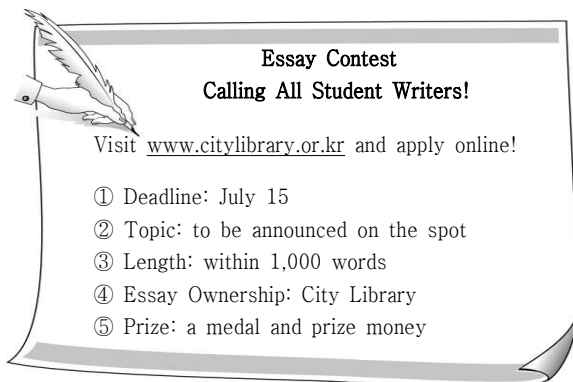 Essay Contest
Calling All Student Writers!
Visit www.citylibrary.or.kr and apply online!
① Deadline: July 15
② Topic: to be announced on the spot
③ Length: within 1,000 words
④ Essay Ownership: City Library
⑤ Prize: a medal and prize money